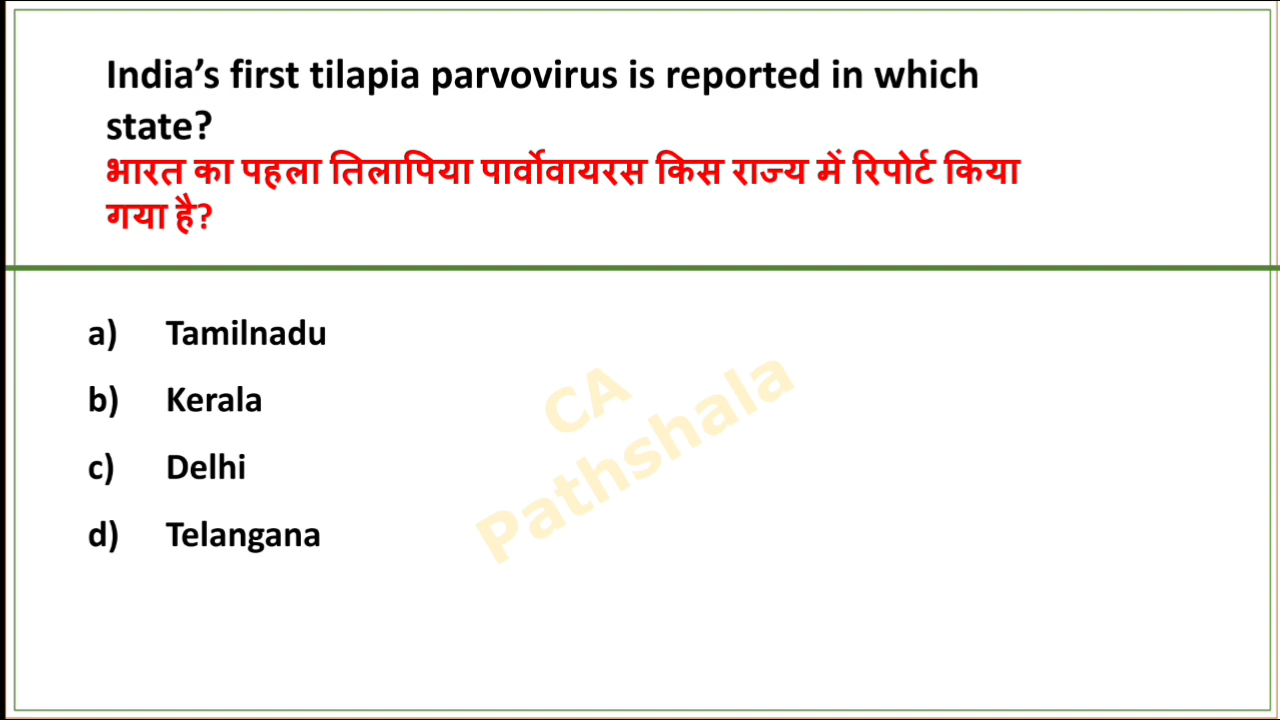 India’s first tilapia parvovirus is reported in which
state?
भारत का पहला तिलापिया पार्वोवायरस किस राज्य में रिपोर्ट किया
गया है?
a) Tamilnadu
b) Kerala
c) Delhi
d) Telangana
CA
Pathshala